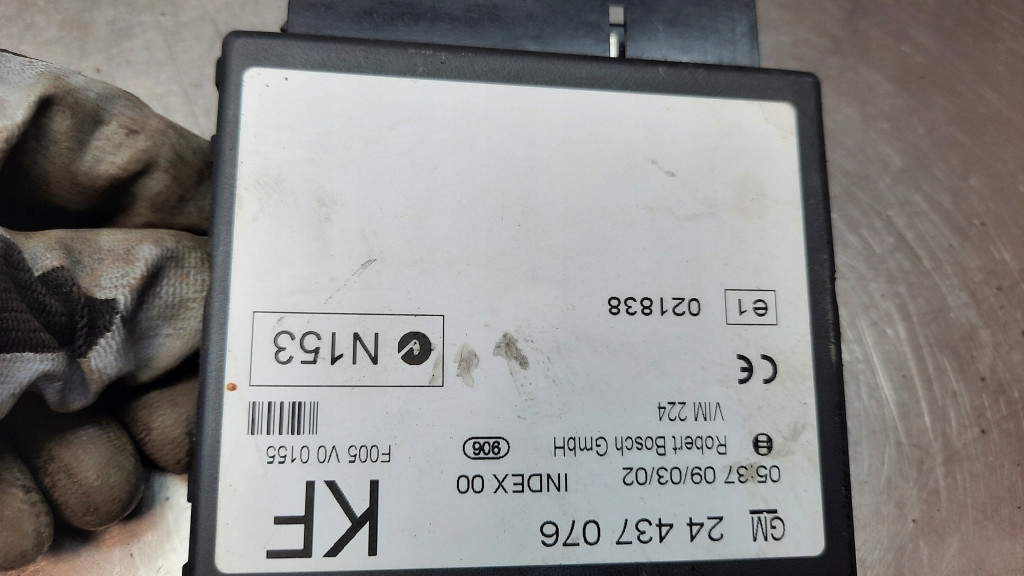 GM 24 437 076 KF
05:37 09/03/02 INDEX 00
Robert Bosch GmbH 906 F005 V0 0155
VIM 224
CE N153
e1 021838